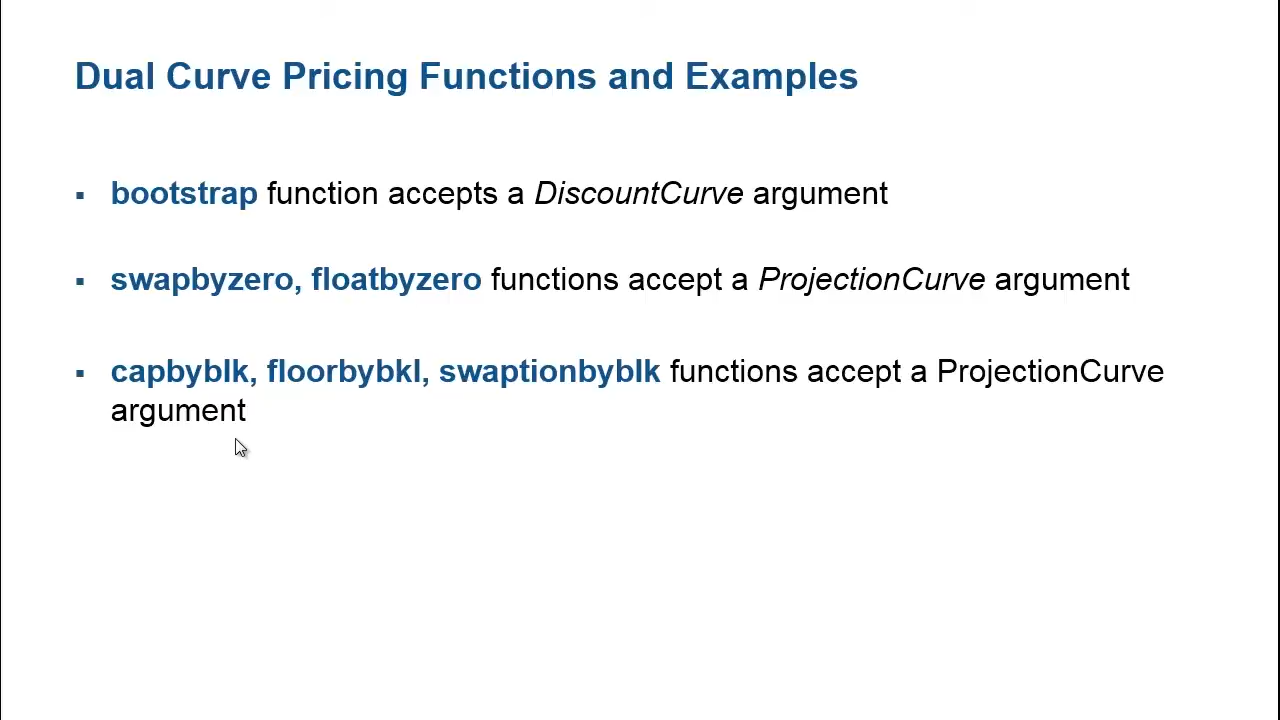 Dual Curve Pricing Functions and Examples
bootstrap function accepts a DiscountCurve argument
swapbyzero, floatbyzero functions accept a ProjectionCurve argument
capbyblk, floorbybkl, swaptionbyblk functions accept a ProjectionCurve
argument